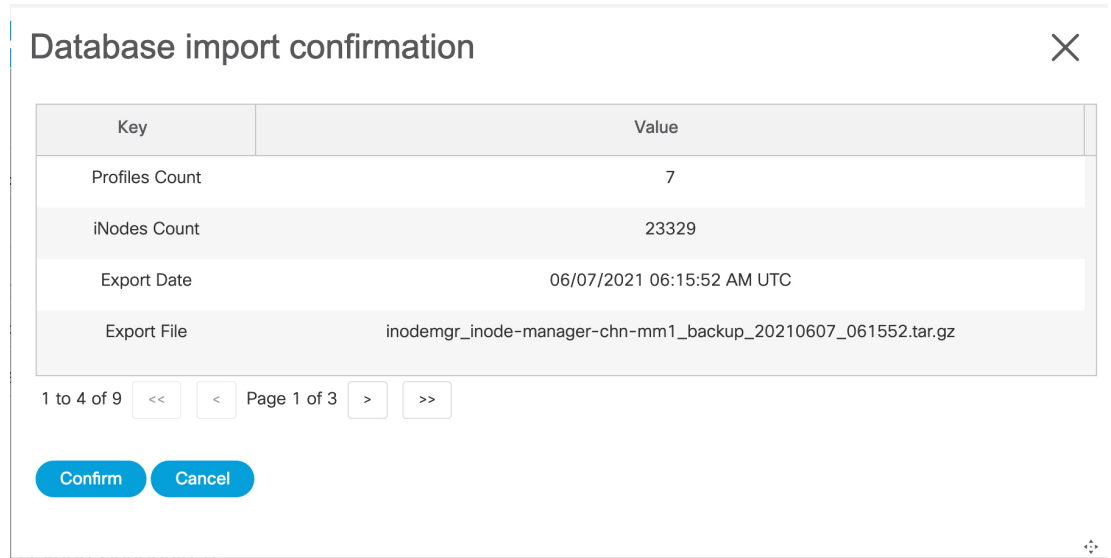 Database import confirmation
Key Value
Profiles Count 7
iNodes Count 23329
Export Date 06/07/2021 06:15:52 AM UTC
Export File inodemgr_inode-manager-chn-mm1_backup_20210607_061552.tar.gz
1 to 4 of 9 << < Page 1 of 3 > >>
Confirm Cancel